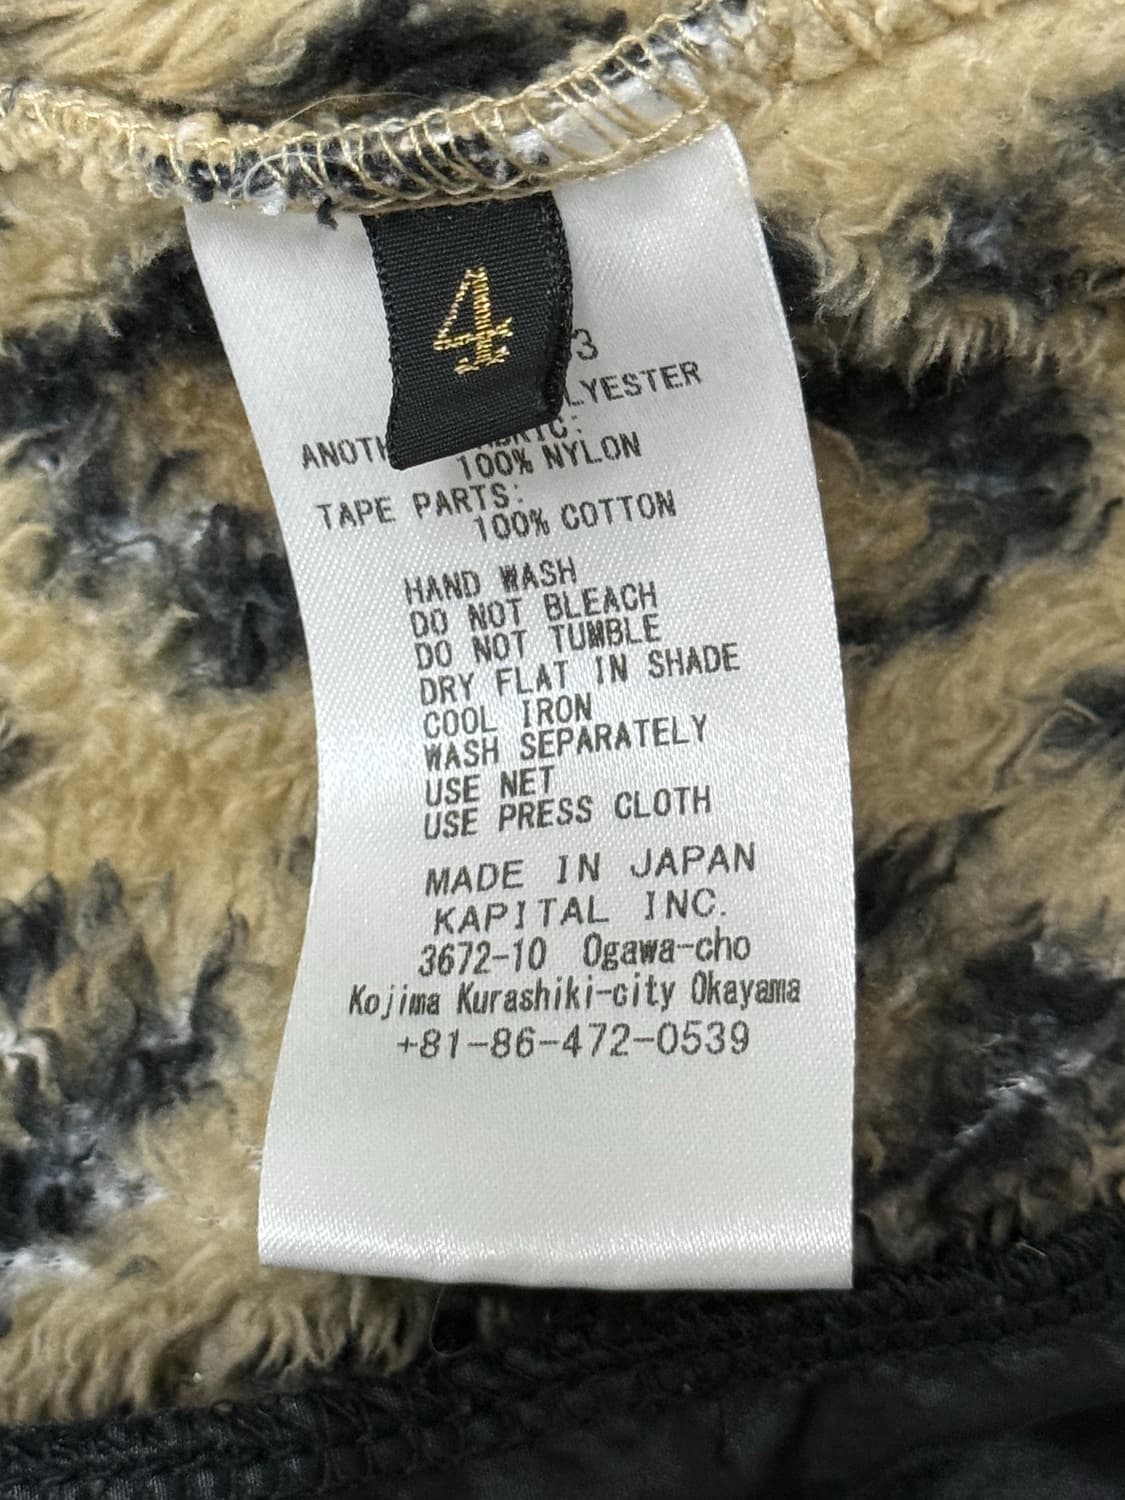 4
3
LYESTER
ANOTH
100% NYLON
TAPE PARTS:
100% COTTON
HAND WASH
DO NOT BLEACH
DO NOT TUMBLE
DRY FLAT IN SHADE
COOL IRON
WASH SEPARATELY
USE NET
USE PRESS CLOTH
MADE IN JAPAN
KAPITAL INC.
3672-10 Ogawa-cho
Kojima Kurashiki-city Okayama
+81-86-472-0539